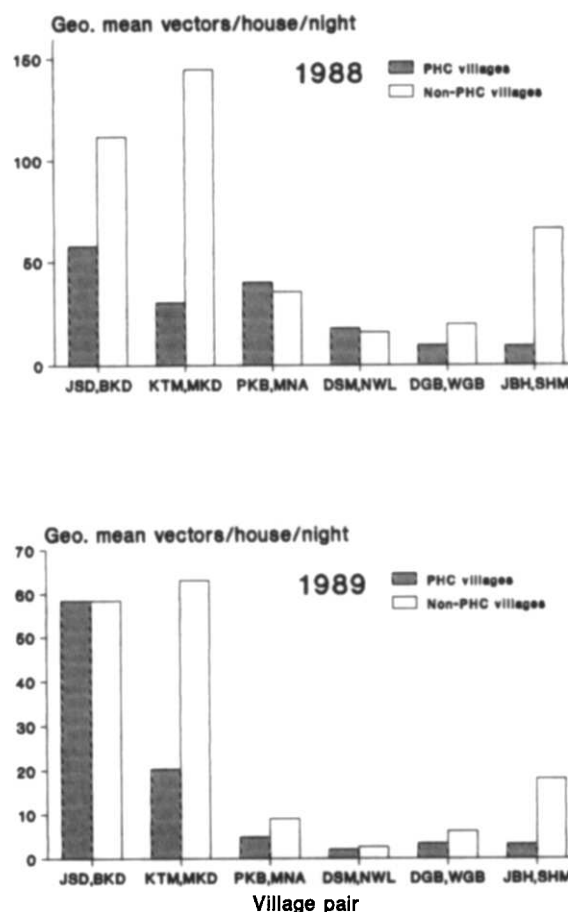 Geo. mean vectors/house/night
1988
PHC villages
Non-PHC villages
150
100
50
0
JSD,BKD KTM,MKD PKB,MNA DSM,NWL DGB,WGB JBH,SHM
Geo. mean vectors/house/night
1989
PHC villages
Non-PHC villages
70
60
50
40
30
20
10
0
JSD,BKD KTM,MKD PKB,MNA DSM,NWL DGB,WGB JBH,SHM
Village pair